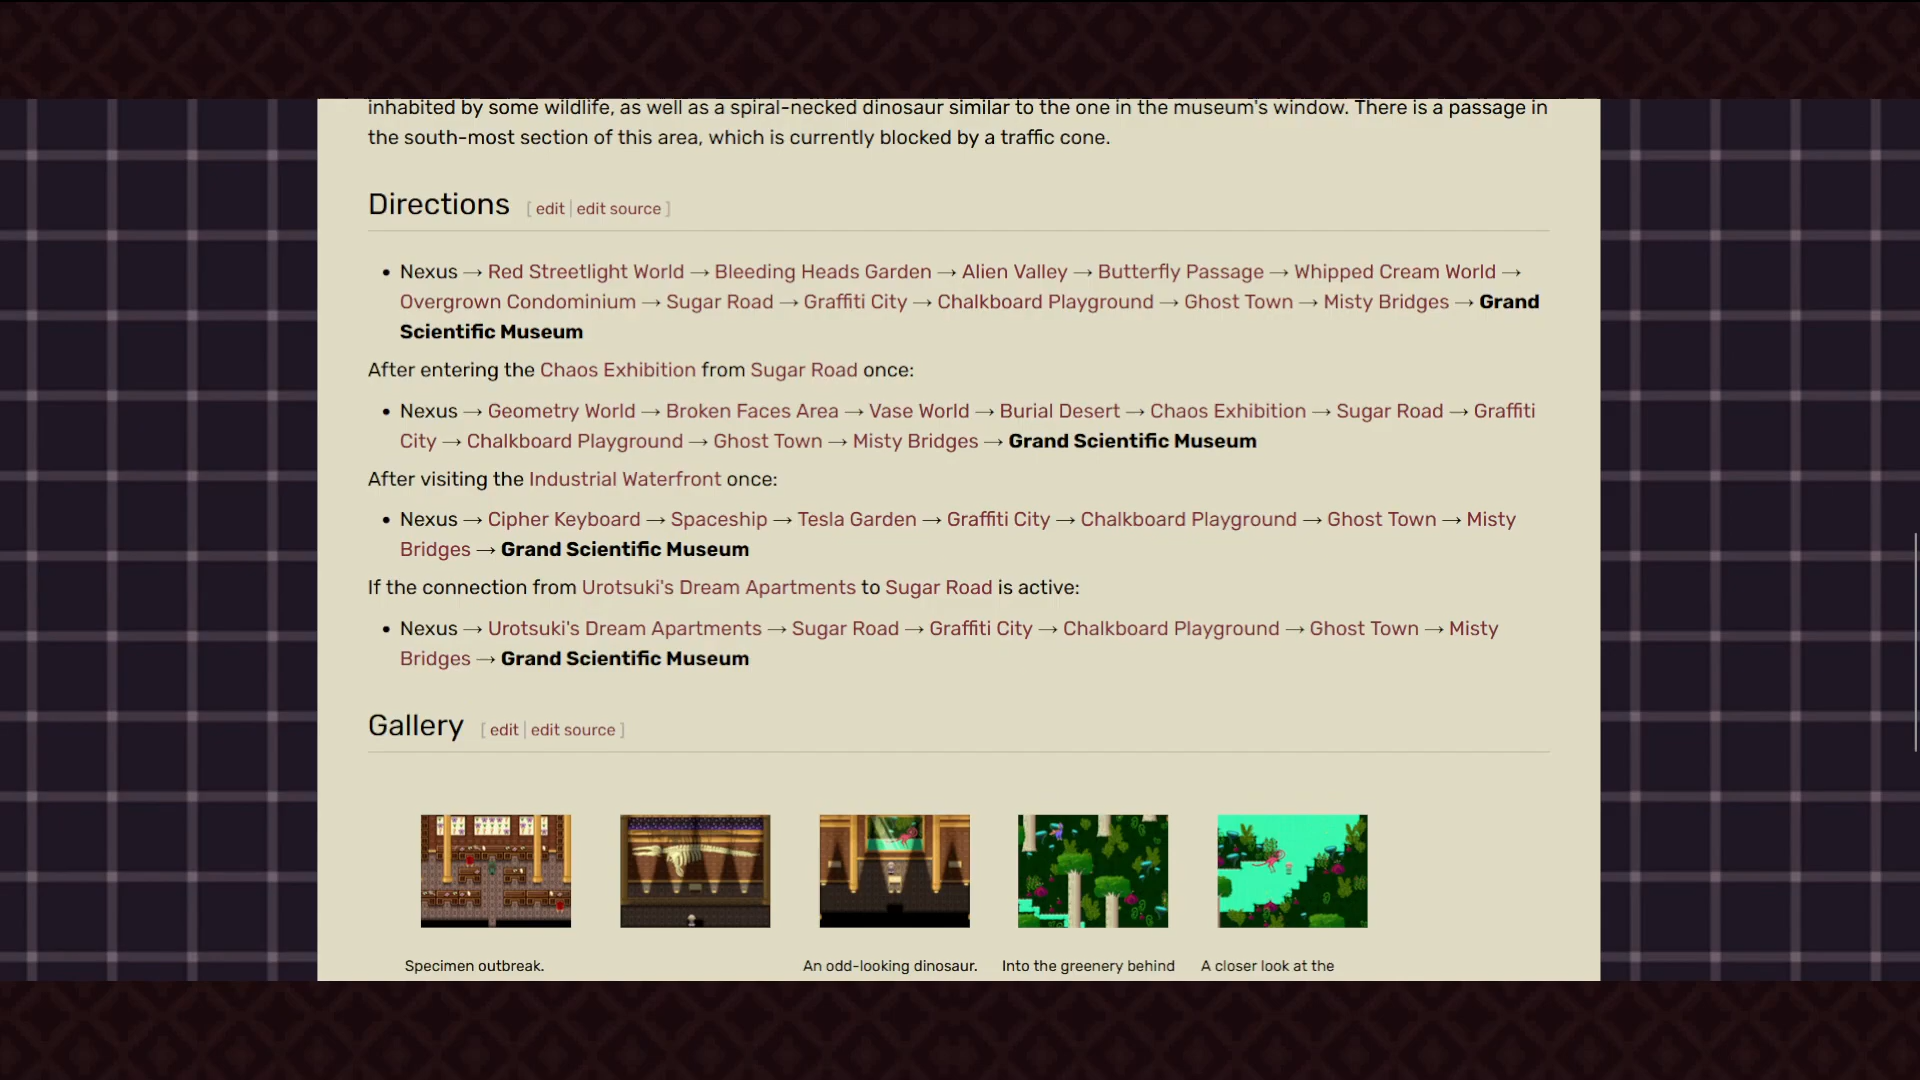 inhabited by some wildlife, as well as a spiral-necked dinosaur similar to the one in the museum's window. There is a passage in
the south-most section of this area, which is currently blocked by a traffic cone.
Directions [ edit | edit source ]
• Nexus → Red Streetlight World → Bleeding Heads Garden → Alien Valley → Butterfly Passage → Whipped Cream World →
Overgrown Condominium → Sugar Road → Graffiti City → Chalkboard Playground → Ghost Town → Misty Bridges → Grand
Scientific Museum
After entering the Chaos Exhibition from Sugar Road once:
• Nexus → Geometry World → Broken Faces Area → Vase World → Burial Desert → Chaos Exhibition → Sugar Road → Graffiti
City → Chalkboard Playground → Ghost Town → Misty Bridges → Grand Scientific Museum
After visiting the Industrial Waterfront once:
• Nexus → Cipher Keyboard → Spaceship → Tesla Garden → Graffiti City → Chalkboard Playground → Ghost Town → Misty
Bridges → Grand Scientific Museum
If the connection from Urotsuki's Dream Apartments to Sugar Road is active:
• Nexus → Urotsuki's Dream Apartments → Sugar Road → Graffiti City → Chalkboard Playground → Ghost Town → Misty
Bridges → Grand Scientific Museum
Gallery [ edit | edit source ]
Specimen outbreak.
An odd-looking dinosaur.
Into the greenery behind
A closer look at the